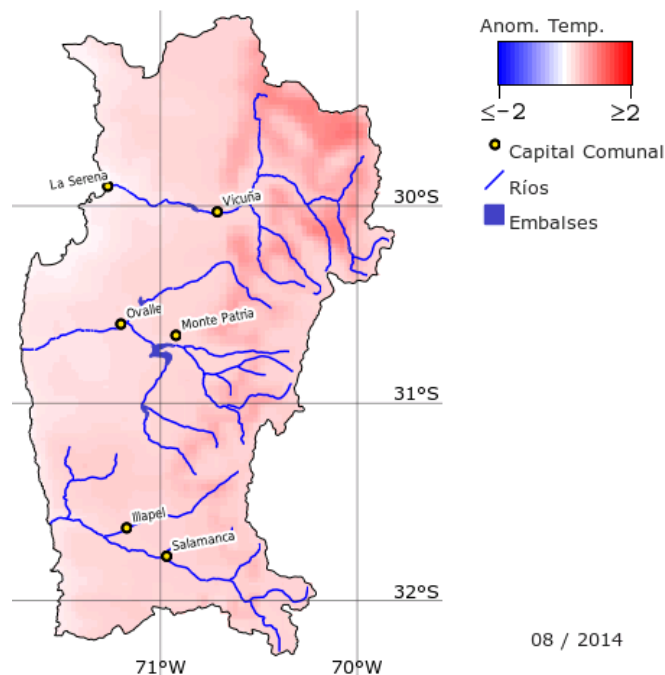 Anom. Temp.
≤-2 ≥2
Capital Comunal
Ríos
Embalses
La Serena
Vicuña
30°S
Ovalle
Monte Patria
31°S
Illapel
Salamanca
32°S
08 / 2014
71°W 70°W